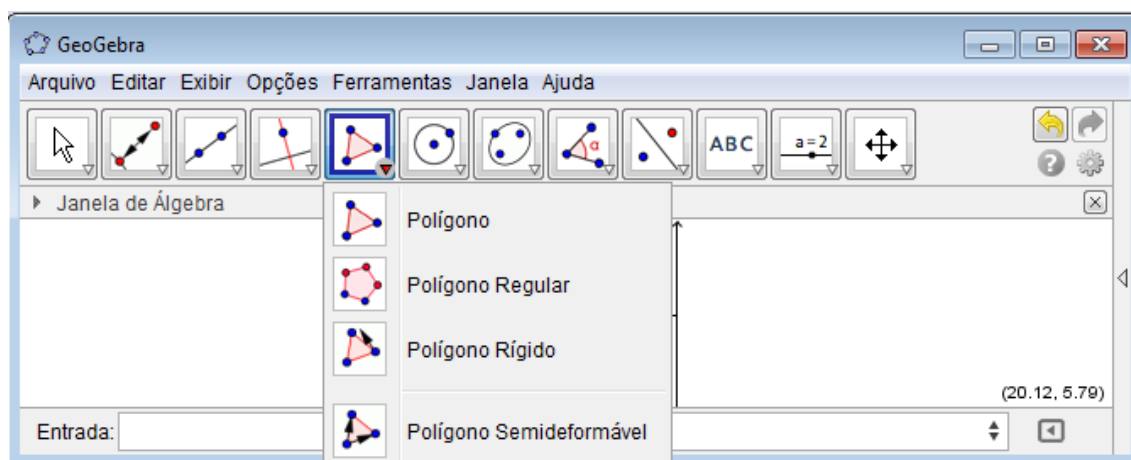 GeoGebra
Arquivo Editar Exibir Opções Ferramentas Janela Ajuda
α ABC a=2
Janela de Álgebra
Polígono
Polígono Regular
Polígono Rígido
(20.12, 5.79)
Entrada:
Polígono Semideformável